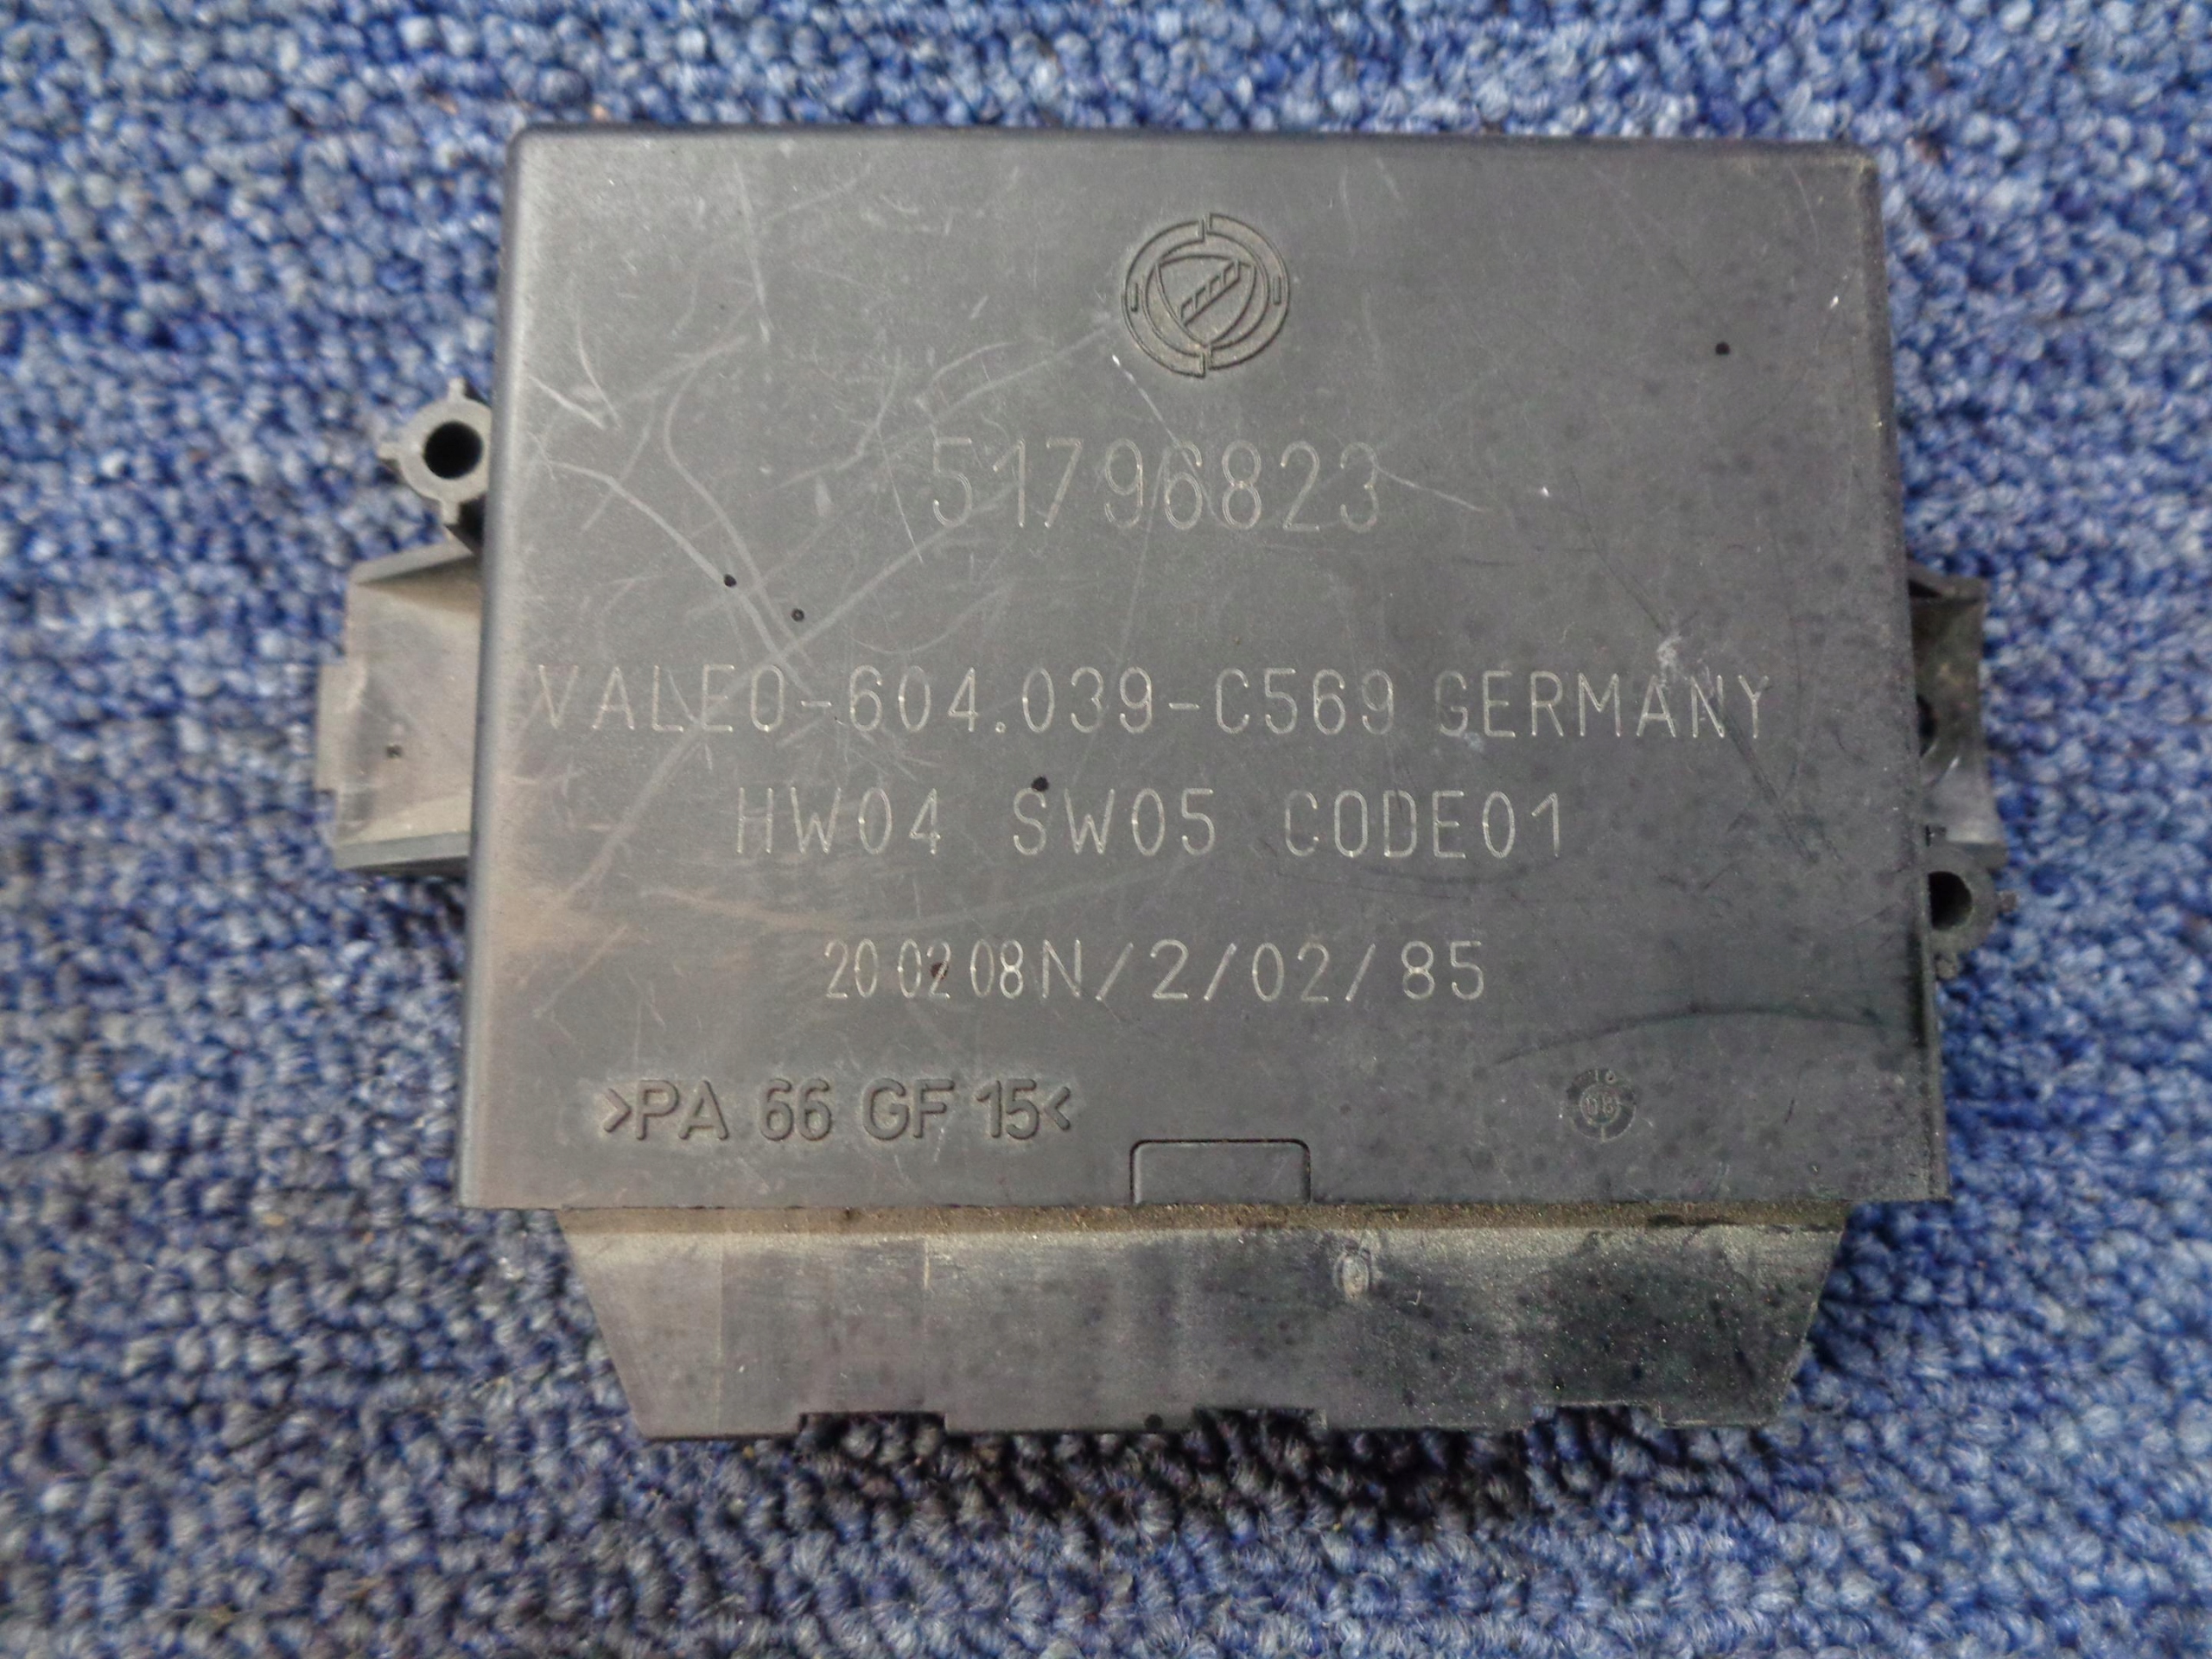 51796823
VALEO-604.039-C569 GERMANY
HW04 SW05 CODE01
20 02 08 N/2/02/85
>PA 66 GF 15<
08